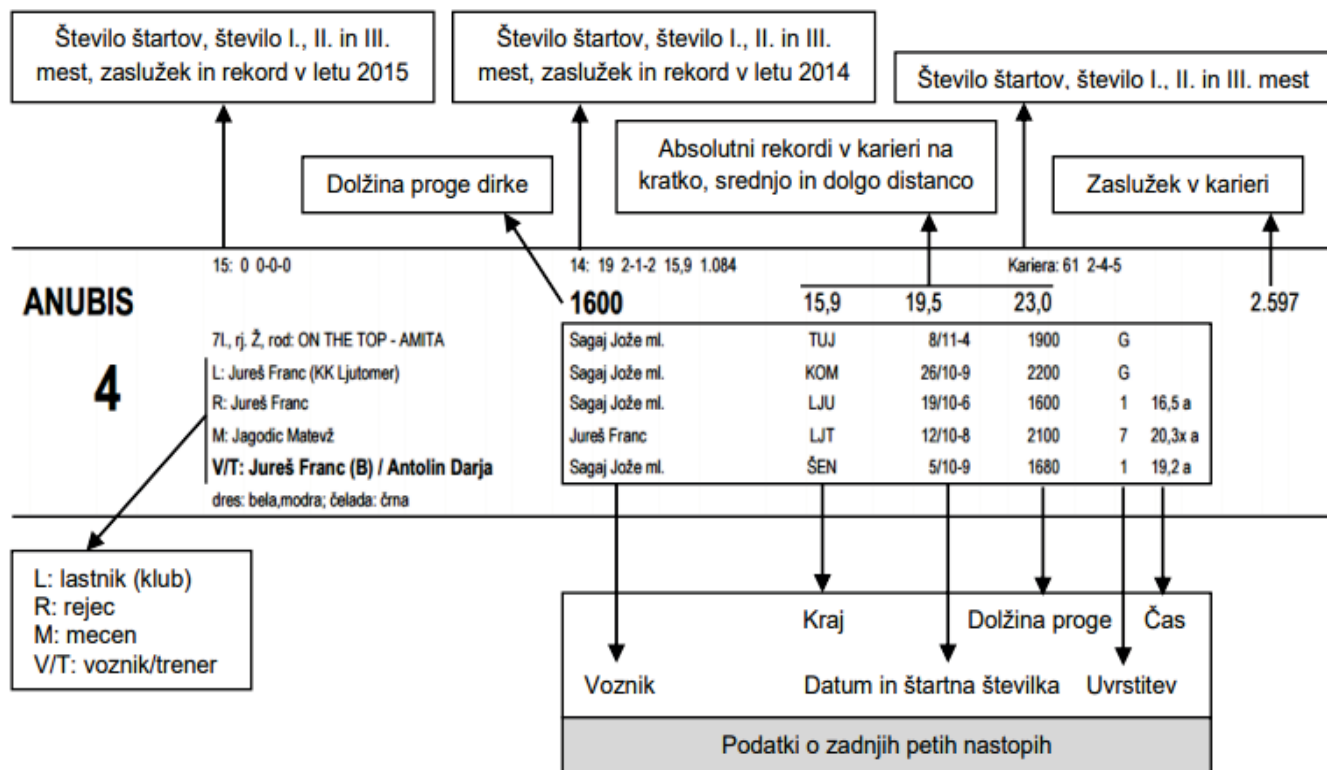 Število štartov, število I., II. in III.
mest, zaslužek in rekord v letu 2015
Število štartov, število I., II. in III.
mest, zaslužek in rekord v letu 2014
Število štartov, število I., II. in III. mest
Dolžina proge dirke
Absolutni rekordi v karieri na
kratko, srednjo in dolgo distanco
Zaslužek v karieri
15: 0 0-0-0 14: 19 2-1-2 15,9 1.084 Kariera: 61 2-4-5
ANUBIS 1600 15,9 19,5 23,0 2.597
7l., rj. Ž, rod: ON THE TOP - AMITA Sagaj Jože ml. TUJ 8/11-4 1900 G
4
L: Jureš Franc (KK Ljutomer) Sagaj Jože ml. KOM 26/10-9 2200 G
R: Jureš Franc Sagaj Jože ml. LJU 19/10-6 1600 1 16,5 a
M: Jagodic Matevž Jureš Franc LJT 12/10-8 2100 7 20,3x a
V/T: Jureš Franc (B) / Antolin Darja Sagaj Jože ml. ŠEN 5/10-9 1680 1 19,2 a
dres: bela,modra; čelada: črna
L: lastnik (klub)
R: rejec
M: mecen
V/T: voznik/trener
Kraj Dolžina proge Čas
Voznik Datum in štartna številka Uvrstitev
Podatki o zadnjih petih nastopih